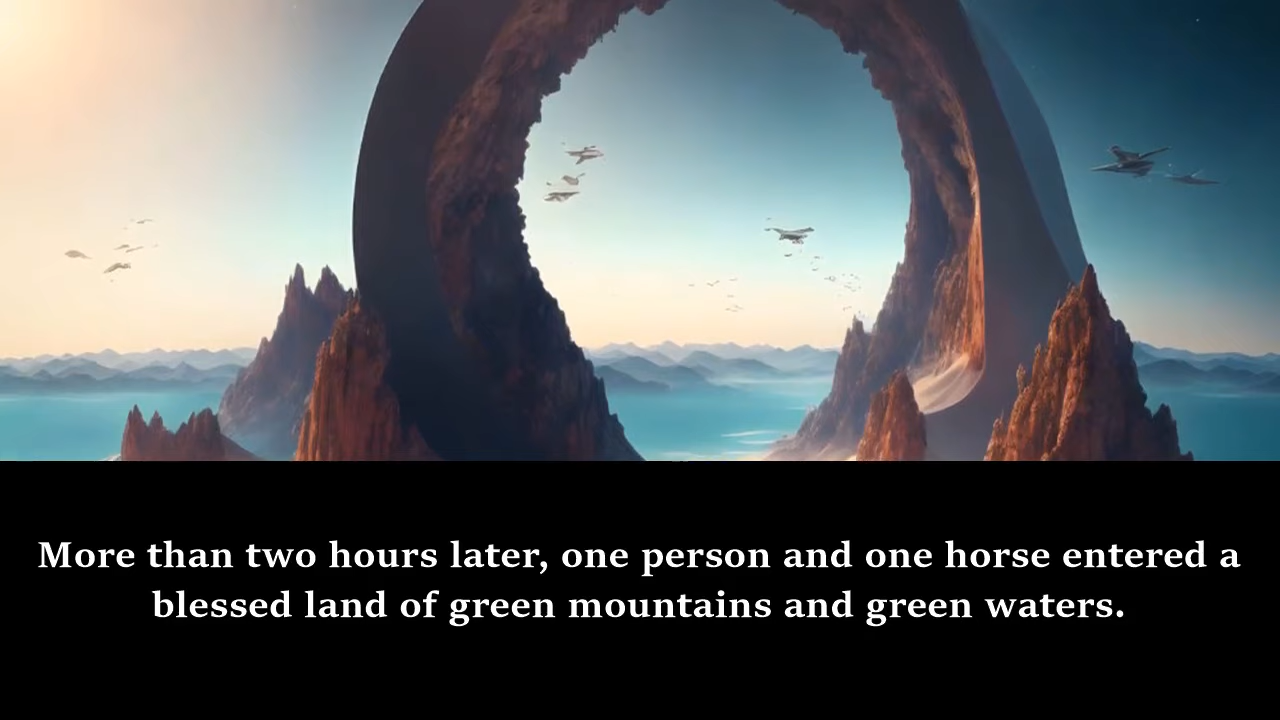 More than two hours later, one person and one horse entered a
blessed land of green mountains and green waters.